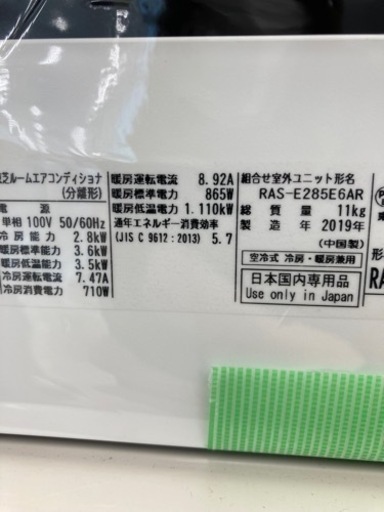 芝ルームエアコンディショナ
(分離形)
電源
単相 100V 50/60Hz
冷房能力 2.8kW
暖房標準能力 3.6kW
暖房低温能力 3.5kW
7.47A
冷房消費電力 710W
暖房運転電流 8.92A
暖房標準電力 865W
暖房低温電力 1.110kW
通年エネルギー消費効率
(JIS C 9612:2013) 5.7
組合せ室外ユニット形名
RAS-E285E6AR
総質量 11kg
製造年 2019年
(中国製)
空冷式 冷房・暖房兼用
日本国内専用品
Use only in Japan
形
RA